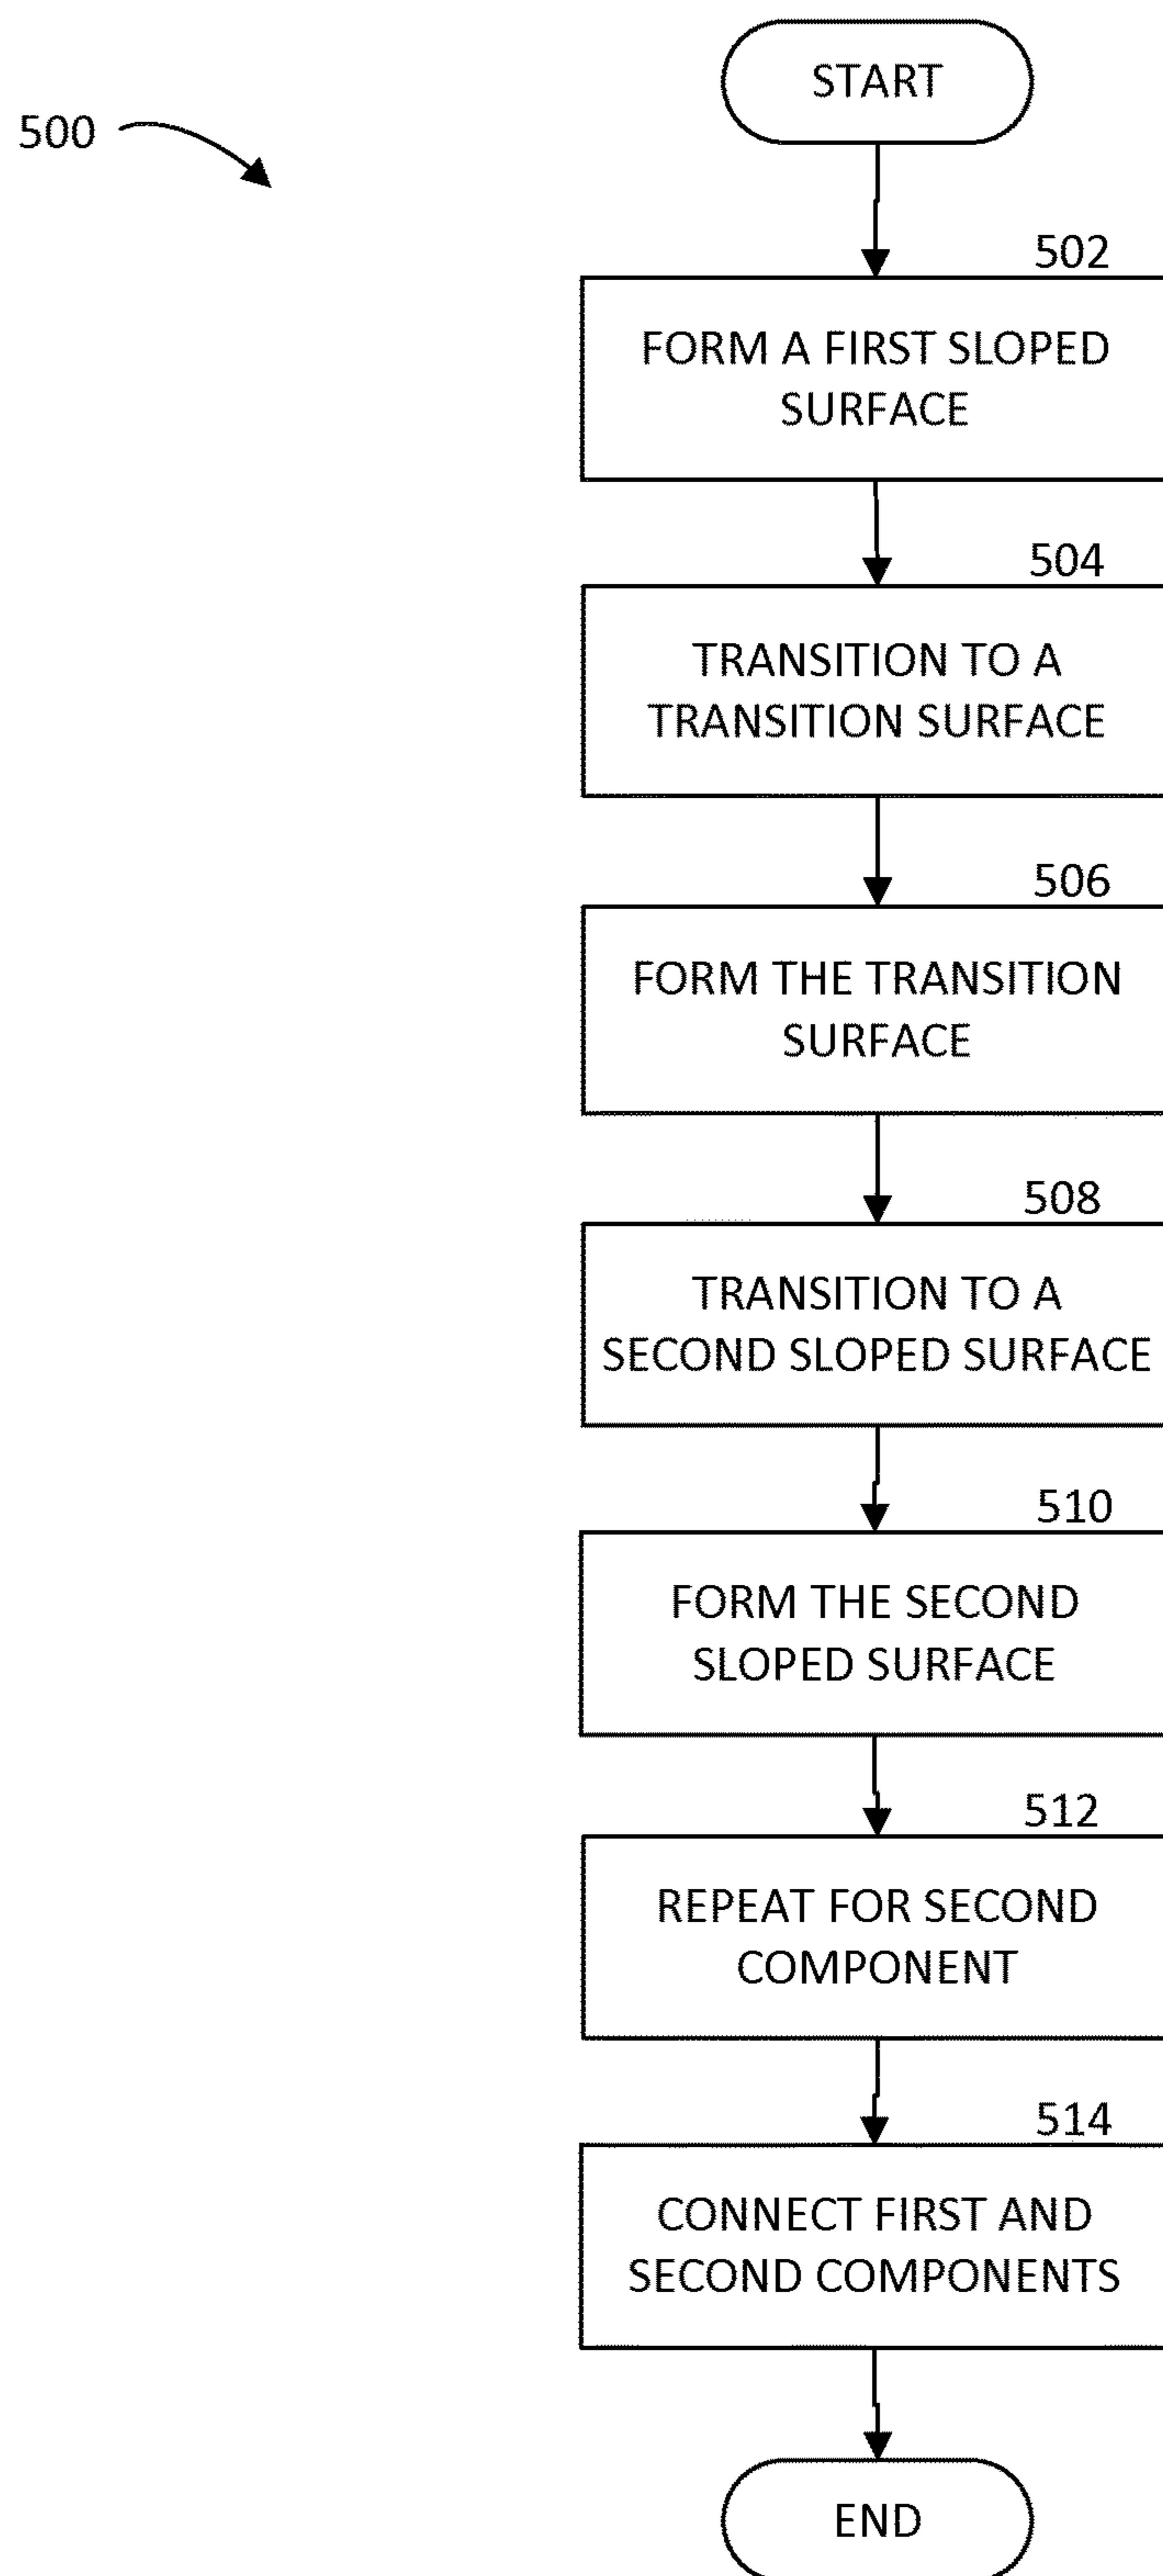 START
500
502
FORM A FIRST SLOPED
SURFACE
504
TRANSITION TO A
TRANSITION SURFACE
506
FORM THE TRANSITION
SURFACE
508
TRANSITION TO A
SECOND SLOPED SURFACE
510
FORM THE SECOND
SLOPED SURFACE
512
REPEAT FOR SECOND
COMPONENT
514
CONNECT FIRST AND
SECOND COMPONENTS
END